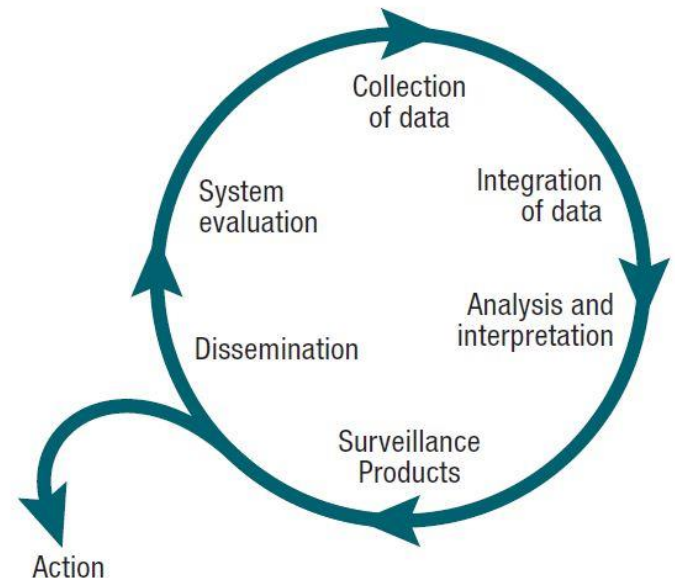 Collection
of data
Integration
of data
Analysis and
interpretation
Surveillance
Products
Dissemination
System
evaluation
Action